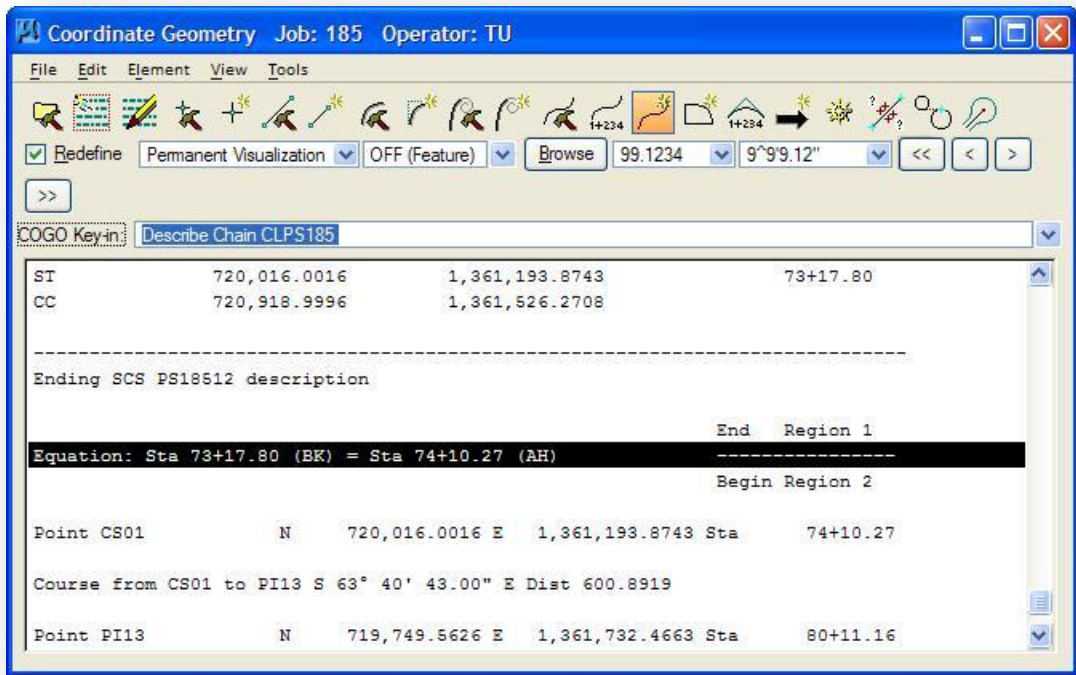 Coordinate Geometry Job: 185 Operator: TU
File Edit Element View Tools
1+234 1+234
Redefine Permanent Visualization OFF (Feature) Browse 99.1234 9^9'9.12" << < >
>>
COGO Key-in: Describe Chain CLPS185
ST 720,016.0016 1,361,193.8743 73+17.80
CC 720,918.9996 1,361,526.2708
--------------------------------------------------------------------------------
Ending SCS PS18512 description
End Region 1
Equation: Sta 73+17.80 (BK) = Sta 74+10.27 (AH) ----------------
Begin Region 2
Point CS01 N 720,016.0016 E 1,361,193.8743 Sta 74+10.27
Course from CS01 to PI13 S 63° 40' 43.00" E Dist 600.8919
Point PI13 N 719,749.5626 E 1,361,732.4663 Sta 80+11.16